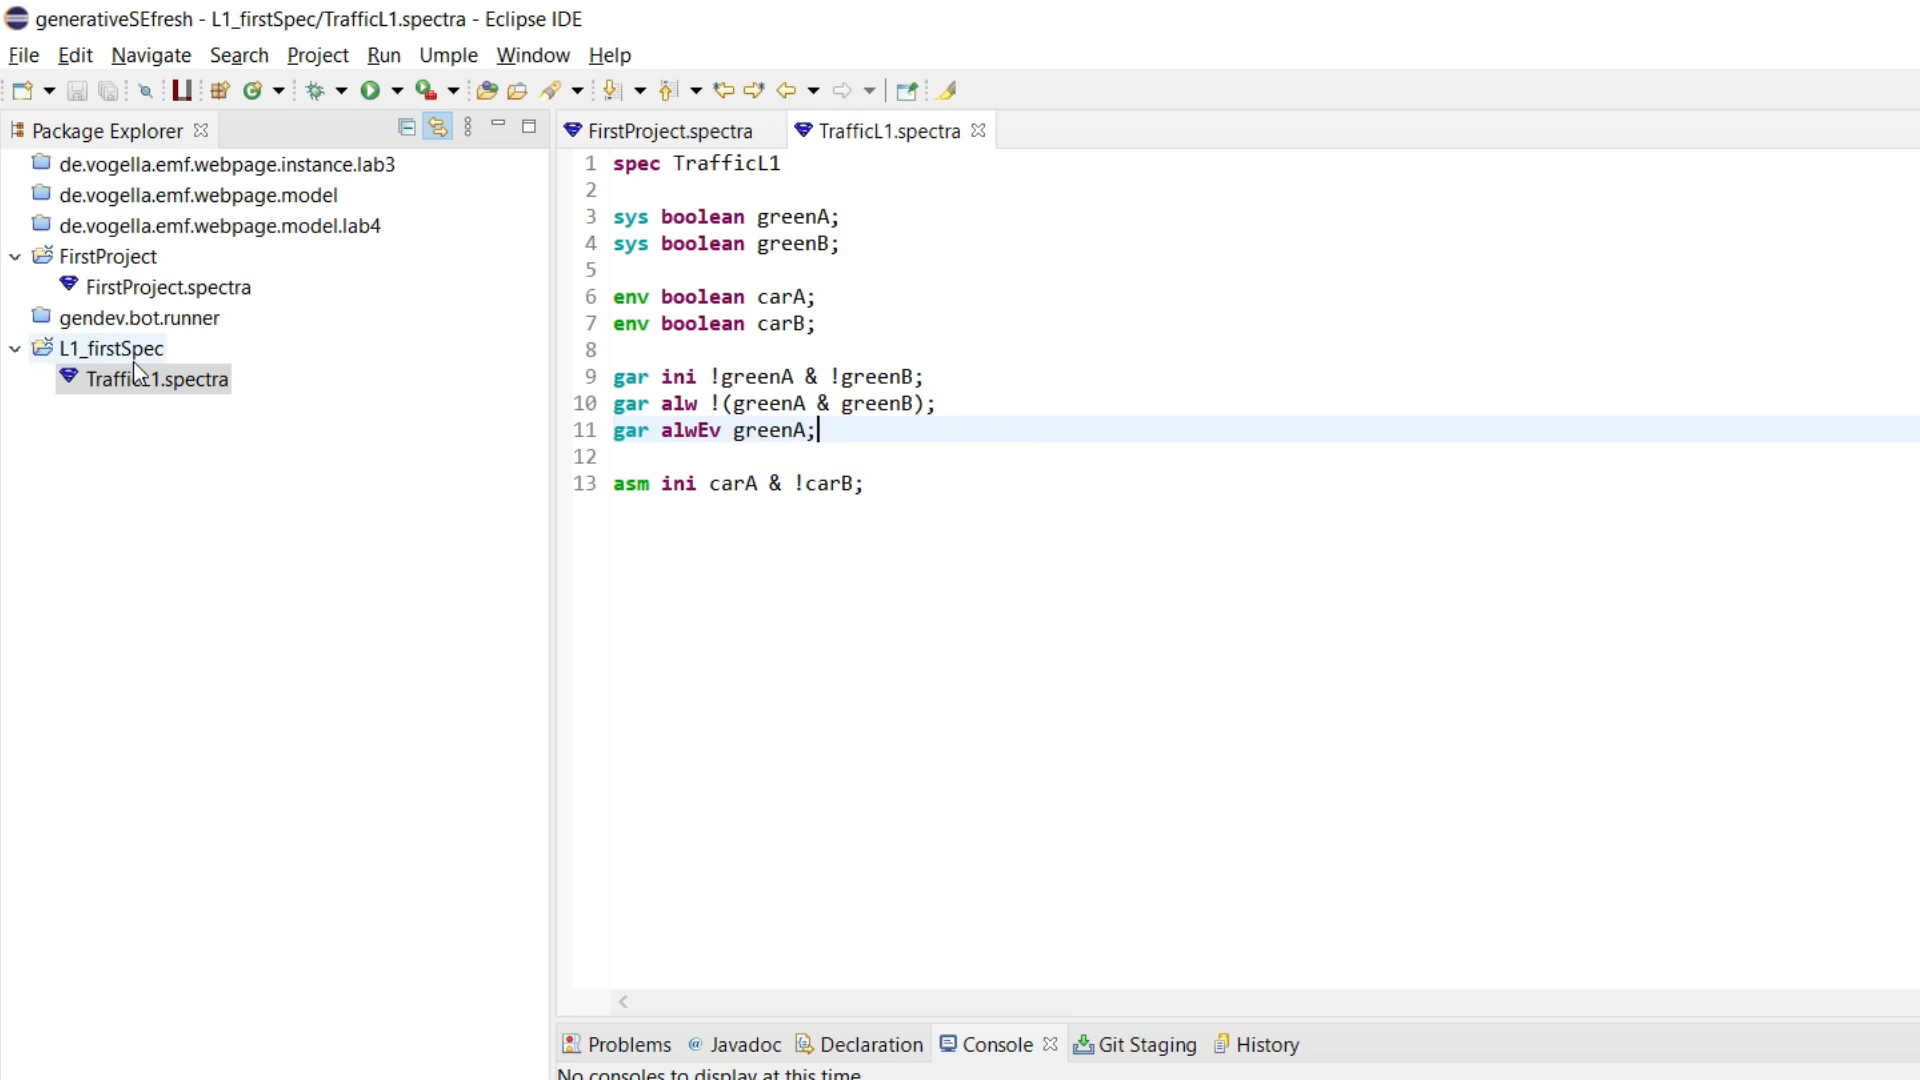 generativeSEfresh - L1_firstSpec/TrafficL1.spectra - Eclipse IDE
File Edit Navigate Search Project Run Umple Window Help
Package Explorer
de.vogella.emf.webpage.instance.lab3
de.vogella.emf.webpage.model
de.vogella.emf.webpage.model.lab4
FirstProject
FirstProject.spectra
gendev.bot.runner
L1_firstSpec
TrafficL1.spectra
FirstProject.spectra TrafficL1.spectra
1 spec TrafficL1
2
3 sys boolean greenA;
4 sys boolean greenB;
5
6 env boolean carA;
7 env boolean carB;
8
9 gar ini !greenA & !greenB;
10 gar alw !(greenA & greenB);
11 gar alwEv greenA;
12
13 asm ini carA & !carB;
Problems @ Javadoc Declaration Console Git Staging History
No consoles to display at this time.